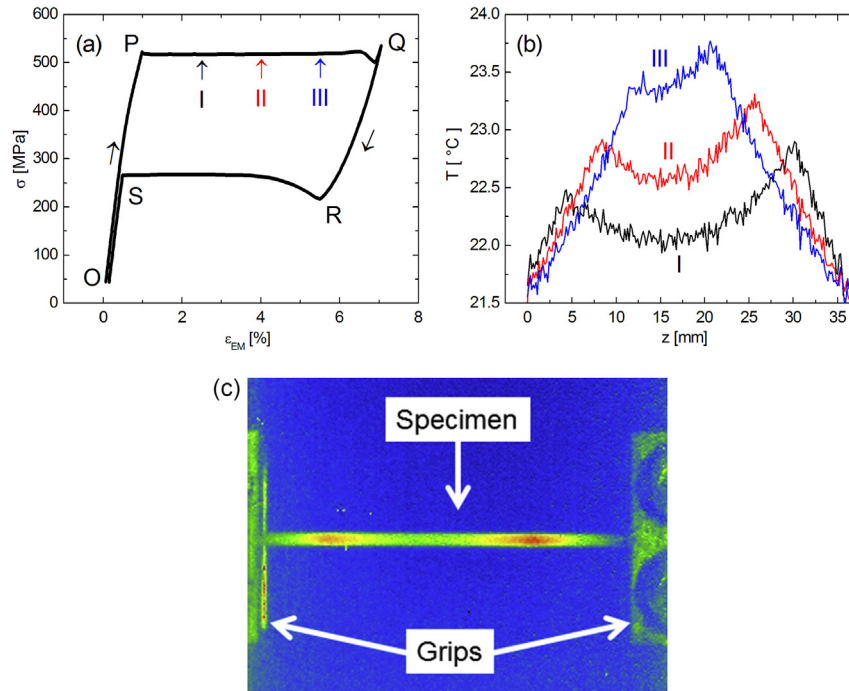 (a)
600
500
400
300
200
100
0
σ [MPa]
0
2
4
6
8
ε_EM [%]
P
Q
I
II
III
S
R
O
(b)
24.0
23.5
23.0
22.5
22.0
21.5
T [ °C]
0
5
10
15
20
25
30
35
z [mm]
III
II
I
(c)
Specimen
Grips